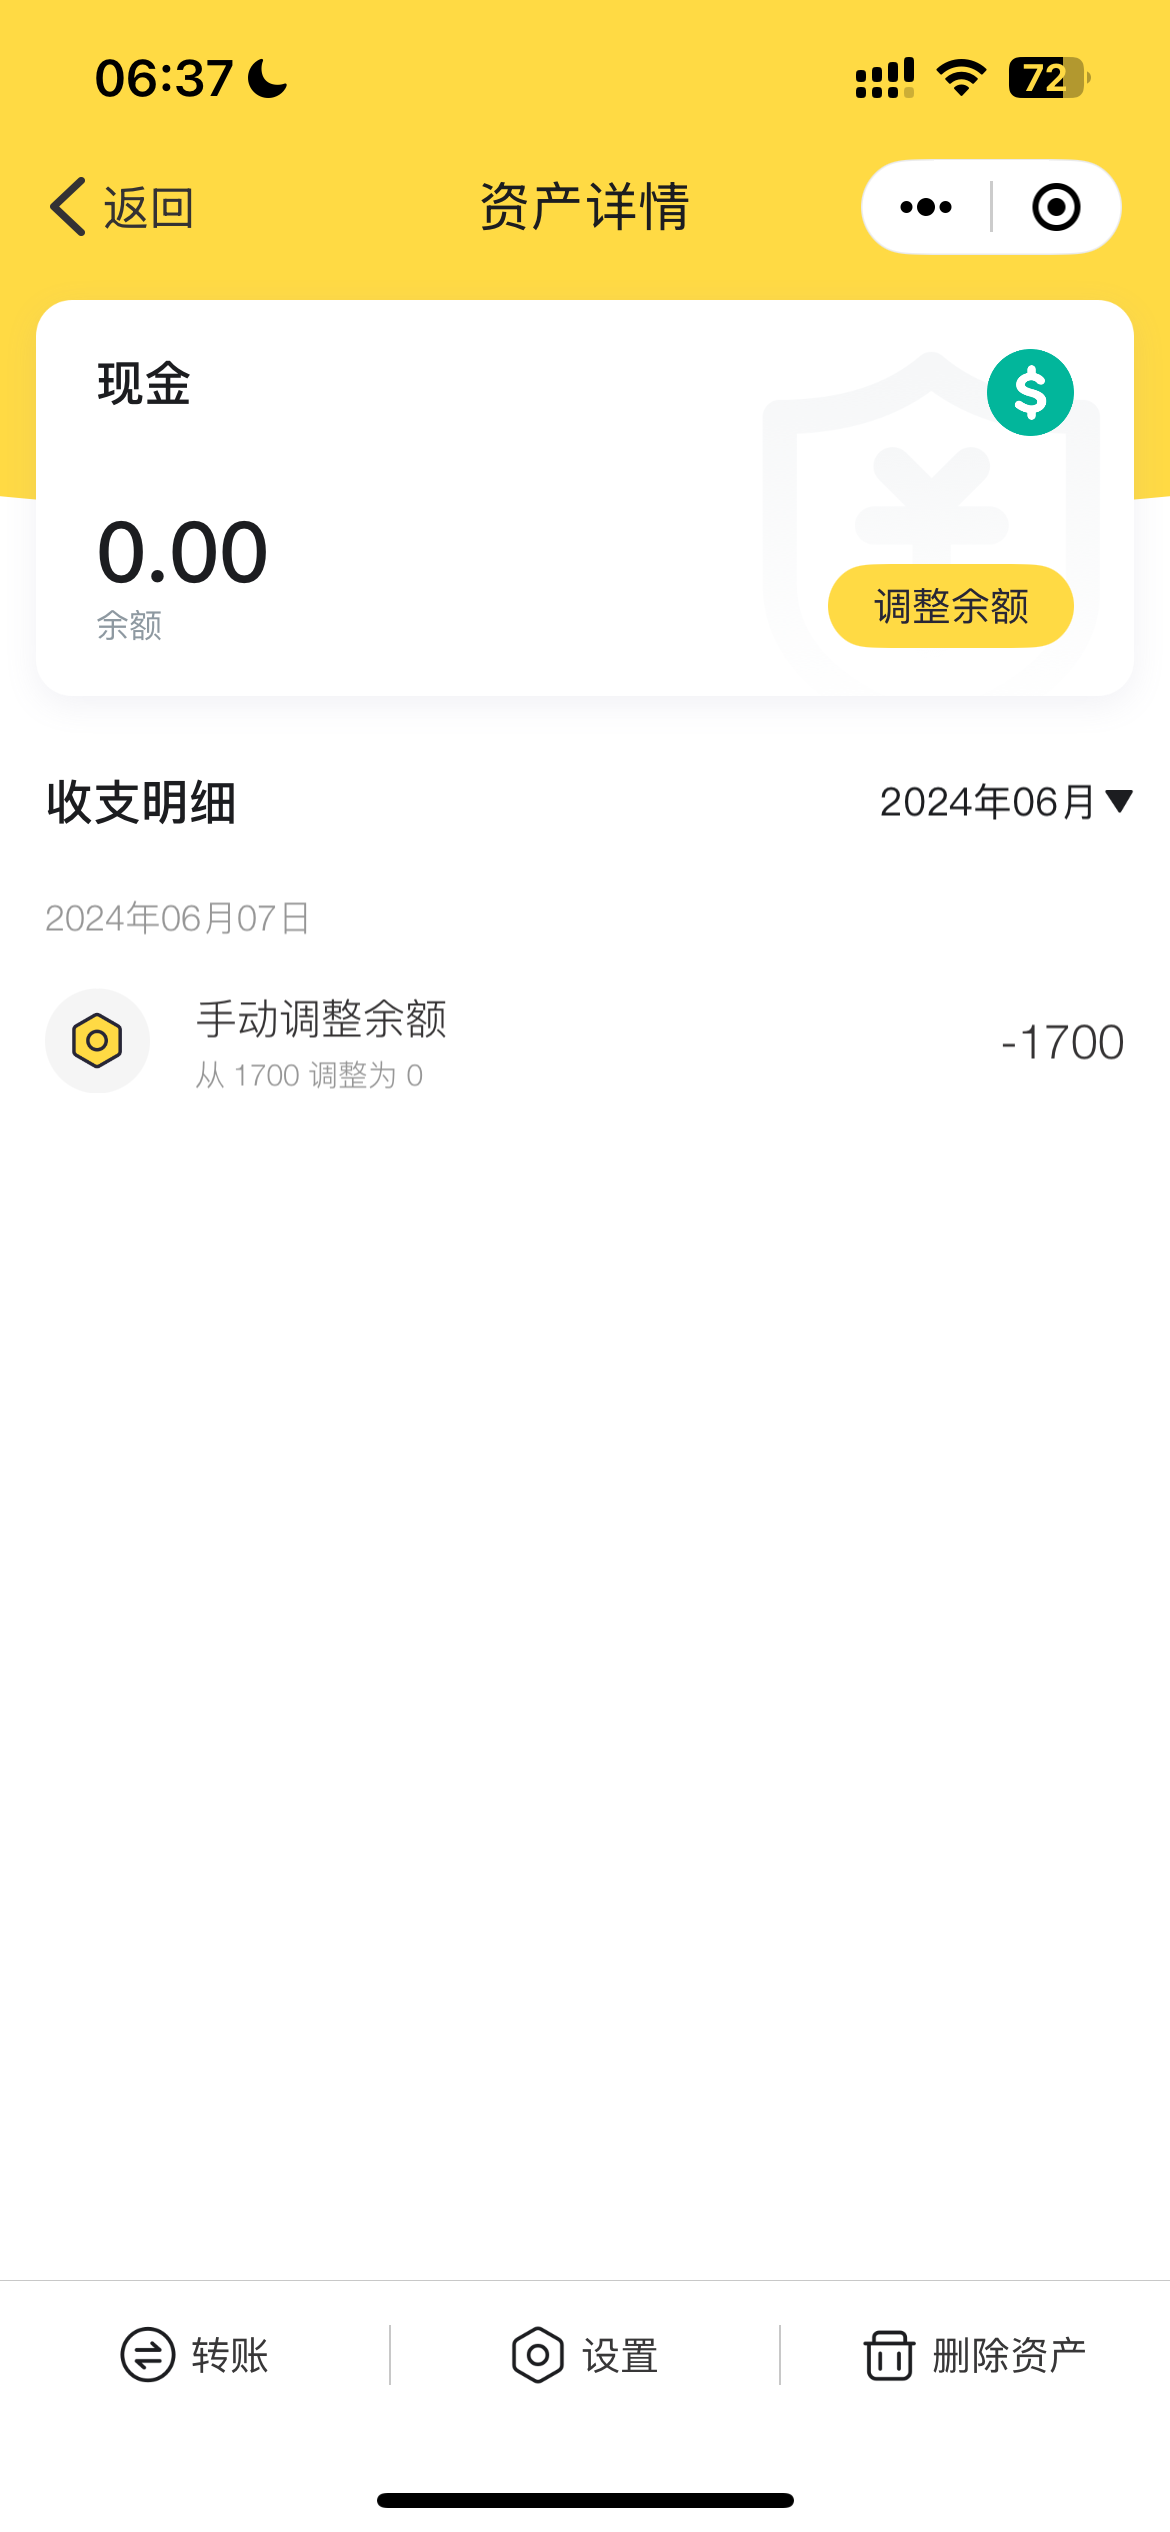 06:37
72
返回
资产详情
现金
0.00
余额
调整余额
收支明细
2024年06月
2024年06月07日
手动调整余额
-1700
从 1700 调整为 0
转账
设置
删除资产